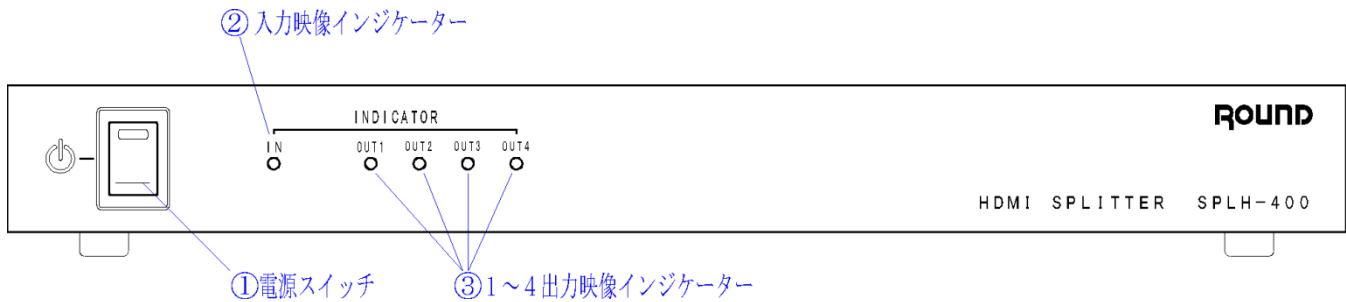 ②入力映像インジケーター
INDICATOR
IN OUT1 OUT2 OUT3 OUT4
ROUND
HDMI SPLITTER SPLH-400
①電源スイッチ
③1～4出力映像インジケーター